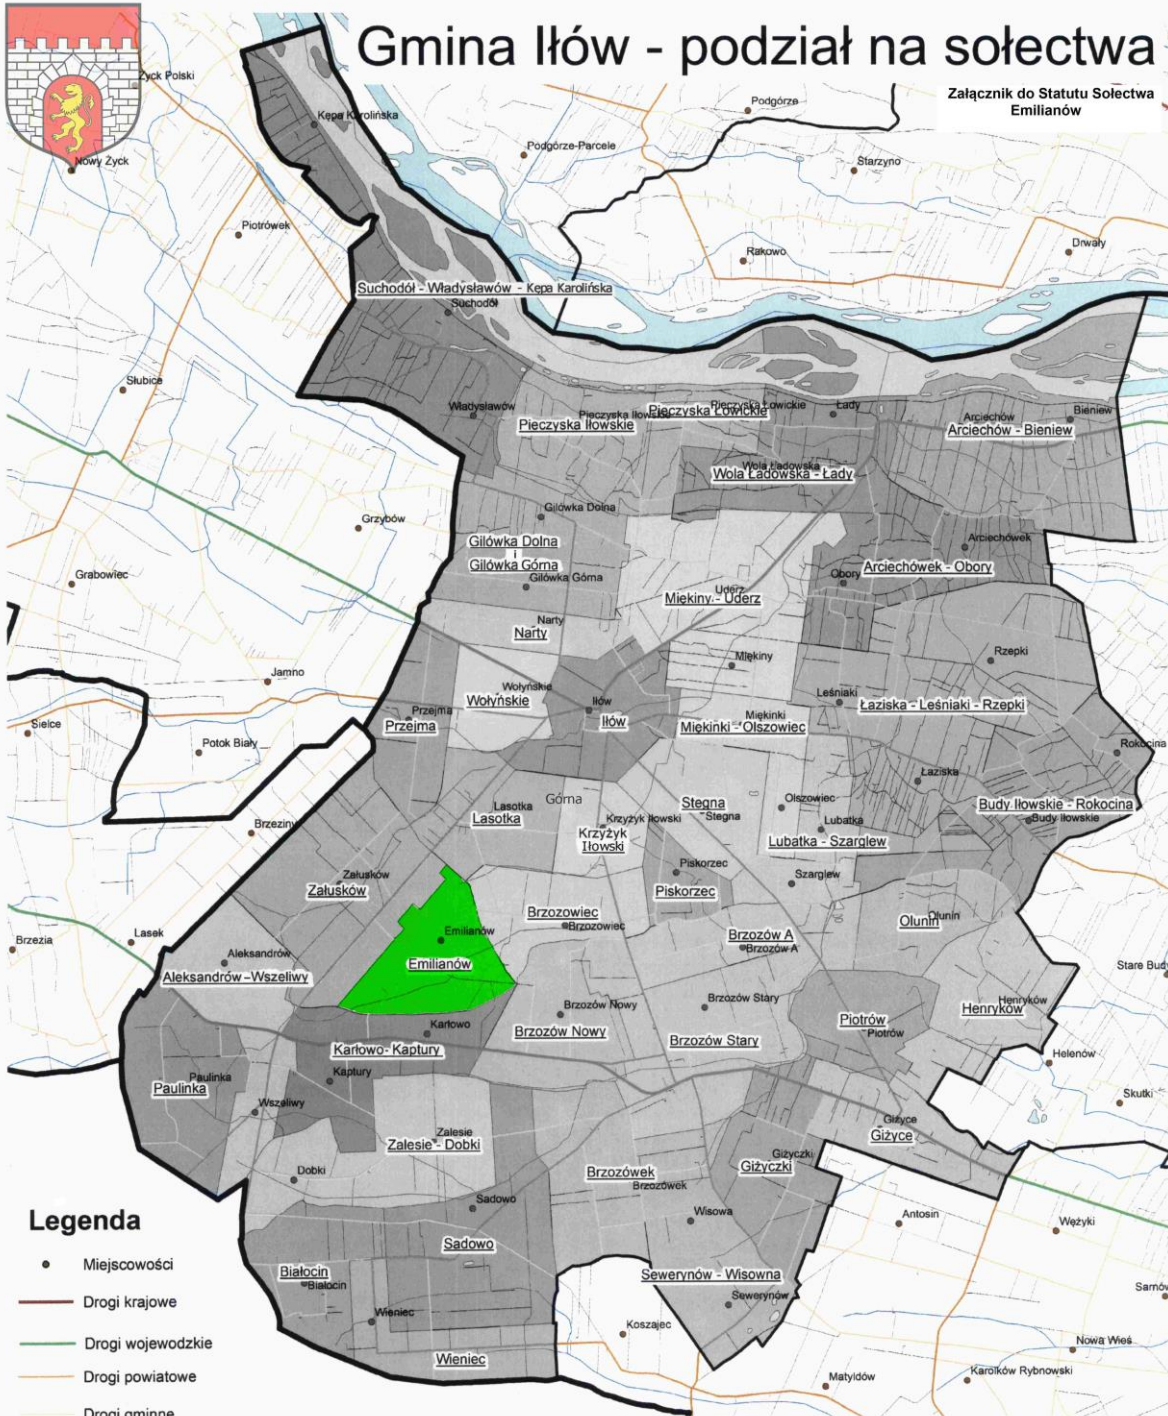 Gmina Iłów - podział na sołectwa
Załącznik do Statutu Sołectwa
Emilianów
Życk Polski
Nowy Życk
Kępa Karolińska
Podgórze
Podgórze-Parcele
Starzyno
Piotrówek
Rakowo
Drwały
Suchodół - Władysławów - Kępa Karolińska
Suchodół
Słubice
Władysławów
Pieczyska Iłowskie
Pieczyska Iłowskie
Pieczyska Łowickie
Pieczyska Łowickie
Łady
Arciechów
Bieniew
Arciechów - Bieniew
Wola Ładowska
Wola Ładowska - Łady
Grzybów
Gilówka Dolna
Gilówka Dolna
i
Gilówka Górna
Gilówka Górna
Arciechówek
Arciechówek - Obory
Obory
Grabowiec
Uderz
Miękiny - Uderz
Narty
Narty
Miękiny
Rzepki
Jamno
Wołyńskie
Wołyńskie
Leśniaki
Łaziska - Leśniaki - Rzepki
Iłów
Iłów
Przejma
Przejma
Miękinki
Miękinki - Olszowiec
Sielce
Potok Biały
Rokocina
Łaziska
Górna
Lasotka
Lasotka
Stegna
Stegna
Olszowiec
Budy Iłowskie - Rokocina
Budy Iłowskie
Brzeziny
Krzyżyk Iłowski
Krzyżyk
Iłowski
Lubatka
Lubatka - Szarglew
Piskorzec
Piskorzec
Załusków
Załusków
Szarglew
Brzozowiec
Brzozowiec
Olunin
Olunin
Emilianów
Emilianów
Brzozów A
Brzozów A
Brzezia
Lasek
Aleksandrów
Aleksandrów - Wszeliwy
Stare Budy
Brzozów Nowy
Brzozów Nowy
Brzozów Stary
Brzozów Stary
Henryków
Henryków
Piotrów
Piotrów
Karłowo
Karłowo - Kaptury
Kaptury
Helenów
Paulinka
Paulinka
Skutki
Wszeliwy
Giżyce
Giżyce
Zalesie
Zalesie - Dobki
Dobki
Giżyczki
Giżyczki
Brzozówek
Brzozówek
Sadowo
Sadowo
Wisowa
Antosin
Wężyki
Białocin
Białocin
Sewerynów - Wisowna
Sewerynów
Wieniec
Wieniec
Koszajec
Nowa Wieś
Matyldów
Karolków Rybnowski
Legenda
Miejscowości
Drogi krajowe
Drogi wojewodzkie
Drogi powiatowe
Drogi gminne